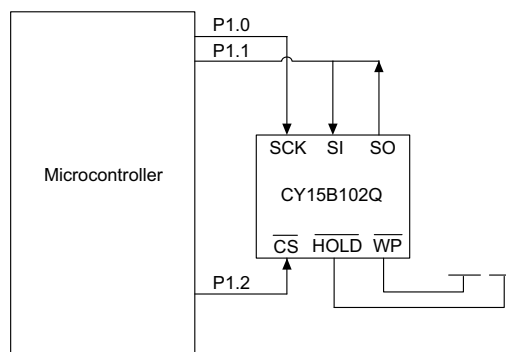 P1.0
P1.1
SCK SI SO
Microcontroller
CY15B102Q
CS HOLD WP
P1.2